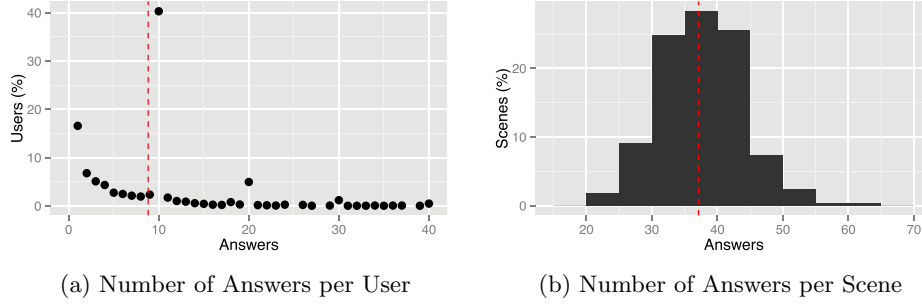 40
30
20
10
0
Users (%)
0 10 20 30 40
Answers
(a) Number of Answers per User
20
10
0
Scenes (%)
20 30 40 50 60 70
Answers
(b) Number of Answers per Scene